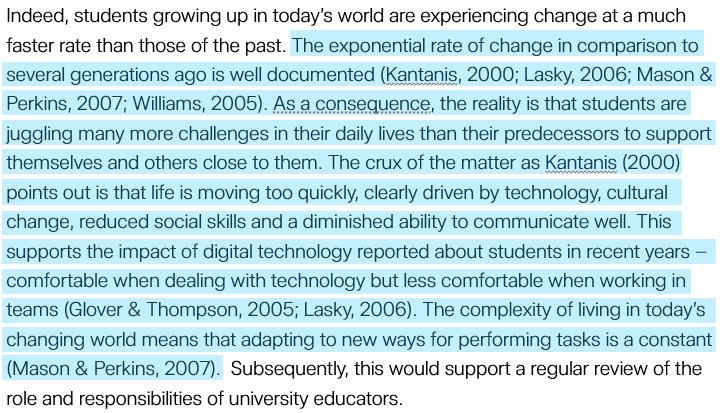 Indeed, students growing up in today’s world are experiencing change at a much
faster rate than those of the past. The exponential rate of change in comparison to
several generations ago is well documented (Kantanis, 2000; Lasky, 2006; Mason &
Perkins, 2007; Williams, 2005). As a consequence, the reality is that students are
juggling many more challenges in their daily lives than their predecessors to support
themselves and others close to them. The crux of the matter as Kantanis (2000)
points out is that life is moving too quickly, clearly driven by technology, cultural
change, reduced social skills and a diminished ability to communicate well. This
supports the impact of digital technology reported about students in recent years –
comfortable when dealing with technology but less comfortable when working in
teams (Glover & Thompson, 2005; Lasky, 2006). The complexity of living in today’s
changing world means that adapting to new ways for performing tasks is a constant
(Mason & Perkins, 2007). Subsequently, this would support a regular review of the
role and responsibilities of university educators.